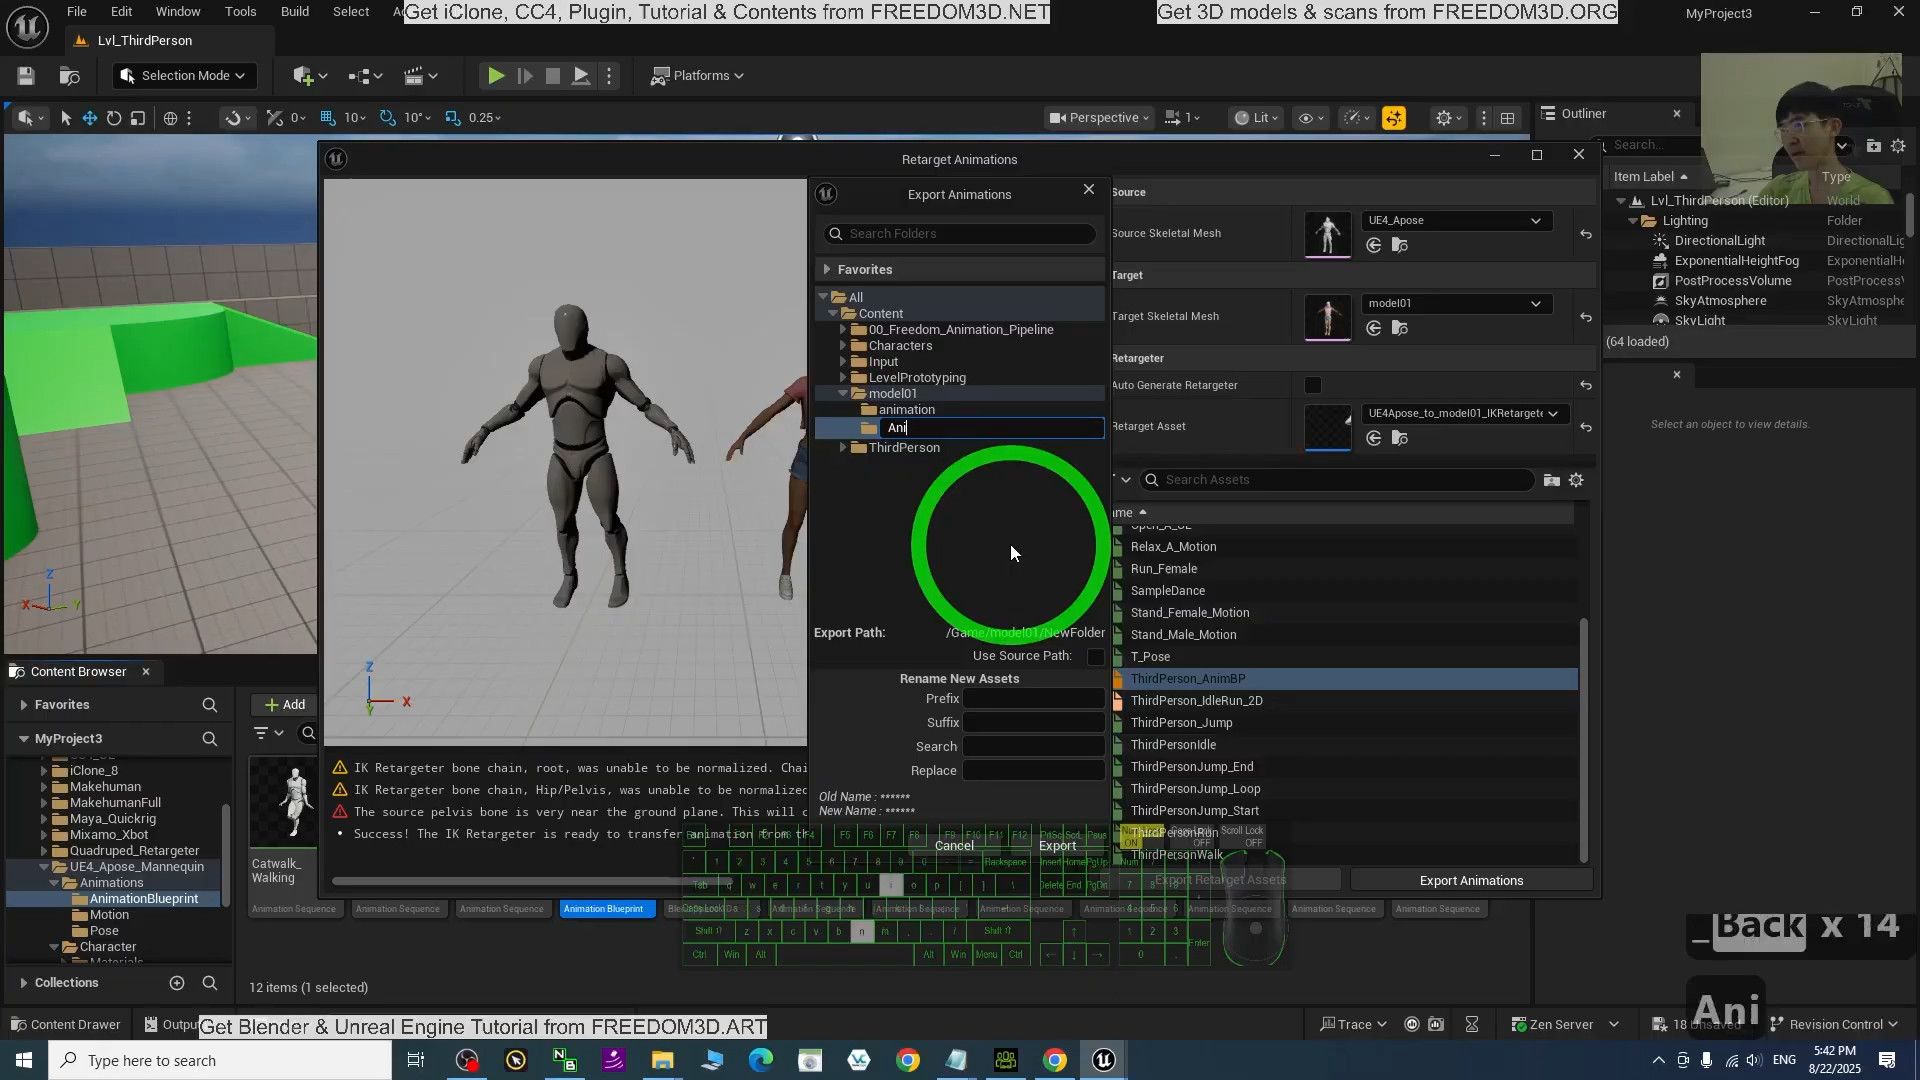 File Edit Window Tools Build Select
Get iClone, CC4, Plugin, Tutorial & Contents from FREEDOM3D.NET
Get 3D models & scans from FREEDOM3D.ORG
MyProject3
Lvl_ThirdPerson
Selection Mode
Platforms
0 10 10° 0.25
Perspective 1 Lit
Outliner
Retarget Animations
Search...
Item Label Type
Lvl_ThirdPerson (Editor) World
Lighting Folder
DirectionalLight DirectionalLig
ExponentialHeightFog ExponentialH
PostProcessVolume PostProcessV
SkyAtmosphere SkyAtmosphe
SkyLight SkyLight
(64 loaded)
Select an object to view details.
Export Animations
Search Folders
Favorites
All
Content
00_Freedom_Animation_Pipeline
Characters
Input
LevelPrototyping
model01
animation
Ani
ThirdPerson
Export Path: /Game/model01/NewFolder
Use Source Path:
Rename New Assets
Prefix
Suffix
Search
Replace
Old Name : ******
New Name : ******
Cancel Export
Source
Source Skeletal Mesh UE4_Apose
Target
Target Skeletal Mesh model01
Retargeter
Auto Generate Retargeter
Retarget Asset UE4Apose_to_model01_IKRetargete
Search Assets
me
Relax_A_Motion
Run_Female
SampleDance
Stand_Female_Motion
Stand_Male_Motion
T_Pose
ThirdPerson_AnimBP
ThirdPerson_IdleRun_2D
ThirdPerson_Jump
ThirdPersonIdle
ThirdPersonJump_End
ThirdPersonJump_Loop
ThirdPersonJump_Start
ThirdPersonRun
ThirdPersonWalk
Export Retarget Assets
Export Animations
IK Retargeter bone chain, root, was unable to be normalized. Chai
IK Retargeter bone chain, Hip/Pelvis, was unable to be normalized
The source pelvis bone is very near the ground plane. This will c
Success! The IK Retargeter is ready to transfer animation from th
Content Browser
Add
Favorites
MyProject3
iClone_8
Makehuman
MakehumanFull
Maya_Quickrig
Mixamo_Xbot
Quadruped_Retargeter
UE4_Apose_Mannequin
Animations
AnimationBlueprint
Motion
Pose
Character
Materials
Collections
Catwalk_
Walking
Animation Sequence Animation Sequence Animation Sequence Animation Blueprint
Animation Sequence Animation Sequence
12 items (1 selected)
_Back x 14
Ani
Content Drawer
Get Blender & Unreal Engine Tutorial from FREEDOM3D.ART
Trace Zen Server 18 Unsaved Revision Control
Type here to search
ENG
5:42 PM
8/22/2025